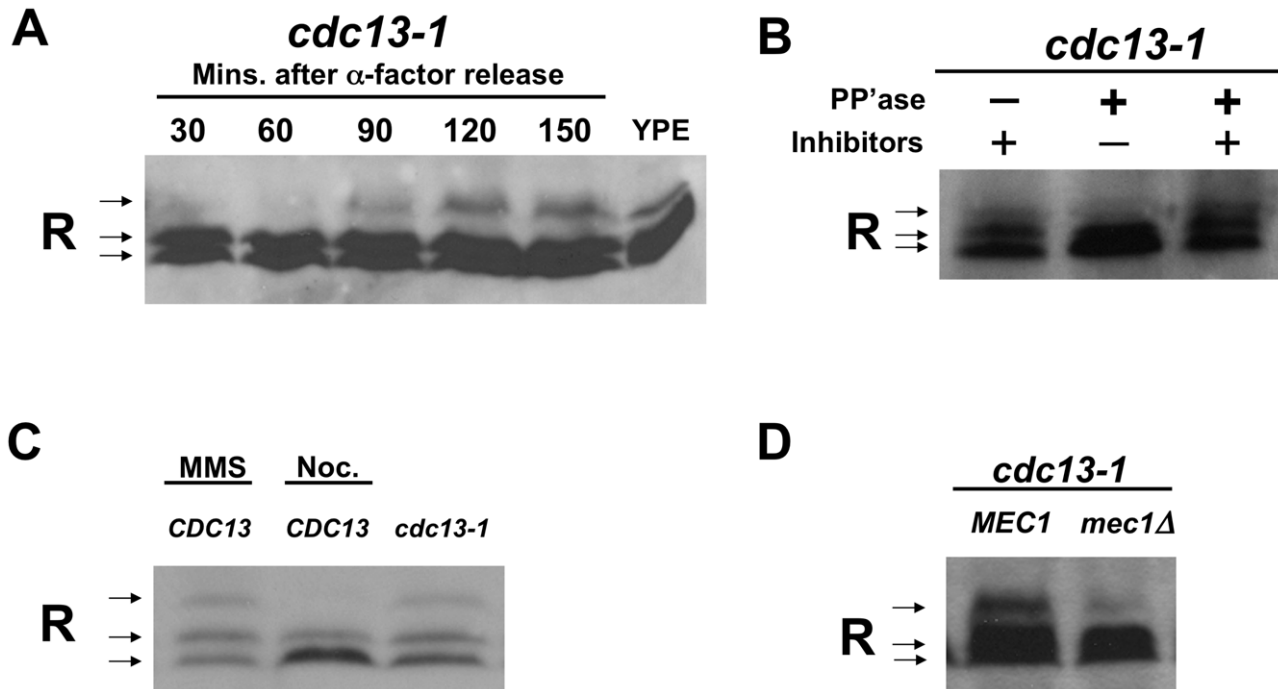 A
cdc13-1
Mins. after α-factor release
30 60 90 120 150 YPE
R
B
cdc13-1
PP'ase − + +
Inhibitors + − +
R
C
MMS Noc.
CDC13 CDC13 cdc13-1
R
D
cdc13-1
MEC1 mec1Δ
R